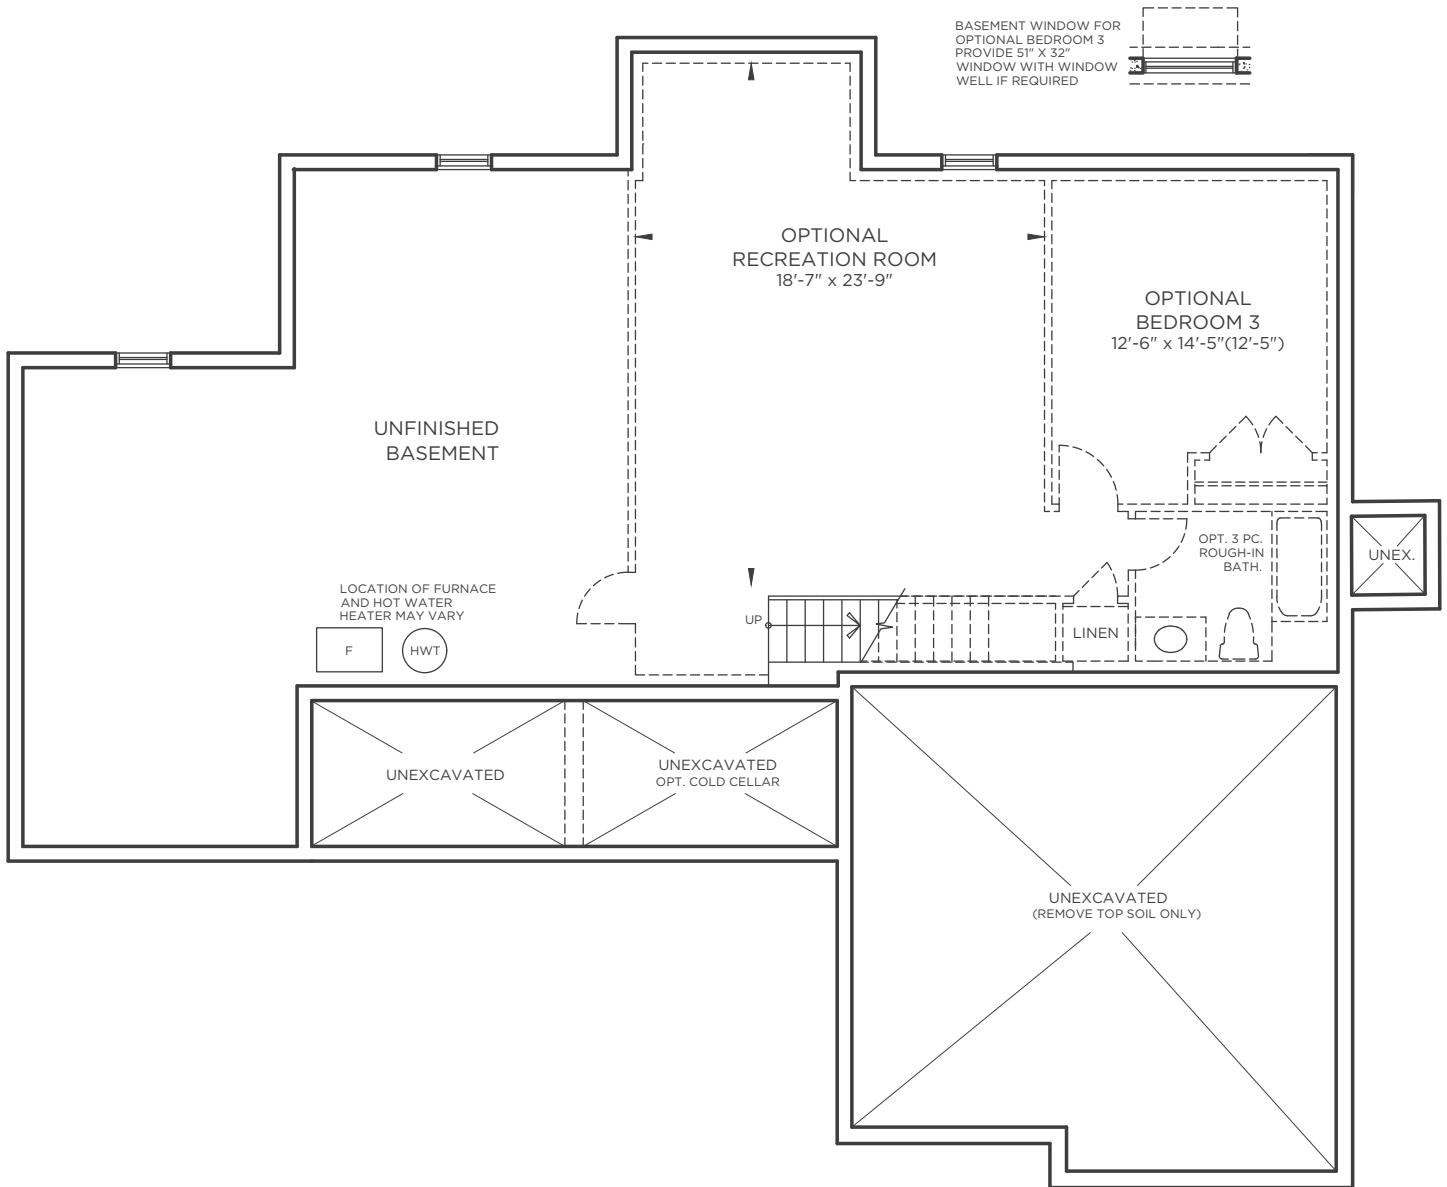 BASEMENT WINDOW FOR
OPTIONAL BEDROOM 3
PROVIDE 51" X 32"
WINDOW WITH WINDOW
WELL IF REQUIRED
OPTIONAL
RECREATION ROOM
18'-7" x 23'-9"
OPTIONAL
BEDROOM 3
12'-6" x 14'-5"(12'-5")
UNFINISHED
BASEMENT
OPT. 3 PC.
ROUGH-IN
BATH.
UNEX.
LOCATION OF FURNACE
AND HOT WATER
HEATER MAY VARY
F
HWT
UP
LINEN
UNEXCAVATED
UNEXCAVATED
OPT. COLD CELLAR
UNEXCAVATED
(REMOVE TOP SOIL ONLY)